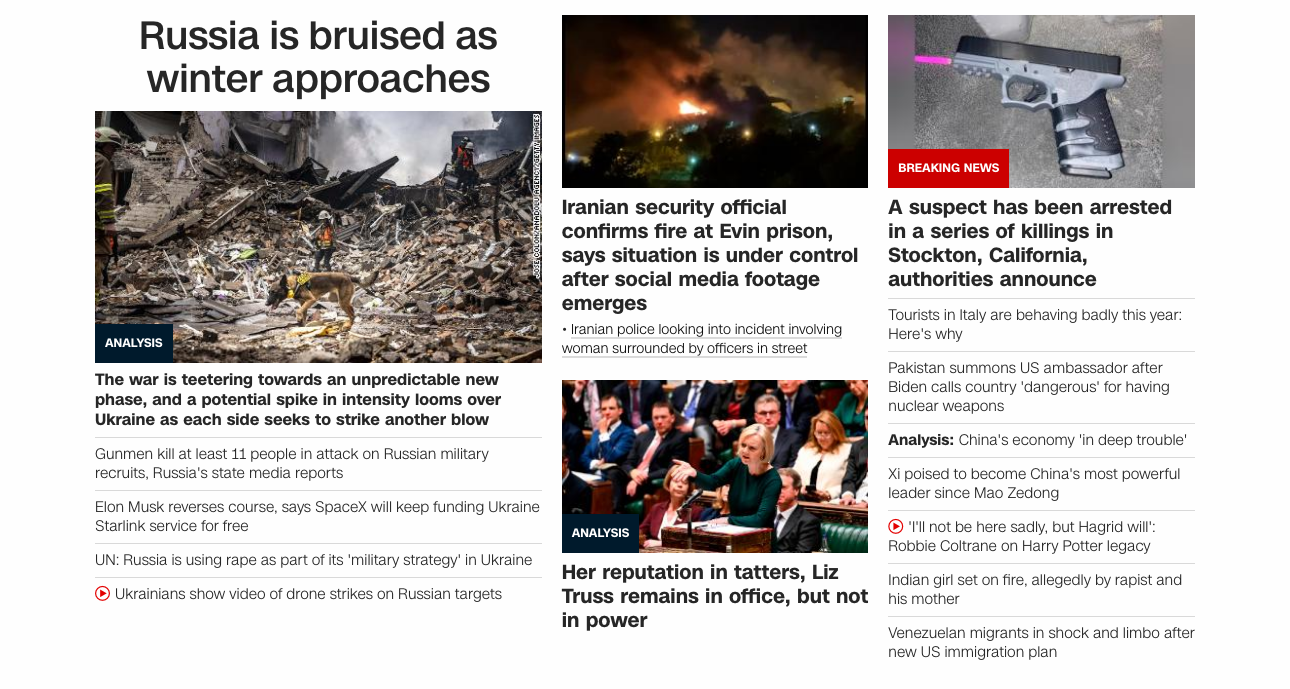 Russia is bruised as
winter approaches
JOSE COLON/ANADOLU AGENCY/GETTY IMAGES
ANALYSIS
The war is teetering towards an unpredictable new
phase, and a potential spike in intensity looms over
Ukraine as each side seeks to strike another blow
Gunmen kill at least 11 people in attack on Russian military
recruits, Russia's state media reports
Elon Musk reverses course, says SpaceX will keep funding Ukraine
Starlink service for free
UN: Russia is using rape as part of its 'military strategy' in Ukraine
Ukrainians show video of drone strikes on Russian targets
Iranian security official
confirms fire at Evin prison,
says situation is under control
after social media footage
emerges
• Iranian police looking into incident involving
woman surrounded by officers in street
ANALYSIS
Her reputation in tatters, Liz
Truss remains in office, but not
in power
BREAKING NEWS
A suspect has been arrested
in a series of killings in
Stockton, California,
authorities announce
Tourists in Italy are behaving badly this year:
Here's why
Pakistan summons US ambassador after
Biden calls country 'dangerous' for having
nuclear weapons
Analysis: China's economy 'in deep trouble'
Xi poised to become China's most powerful
leader since Mao Zedong
'I'll not be here sadly, but Hagrid will':
Robbie Coltrane on Harry Potter legacy
Indian girl set on fire, allegedly by rapist and
his mother
Venezuelan migrants in shock and limbo after
new US immigration plan